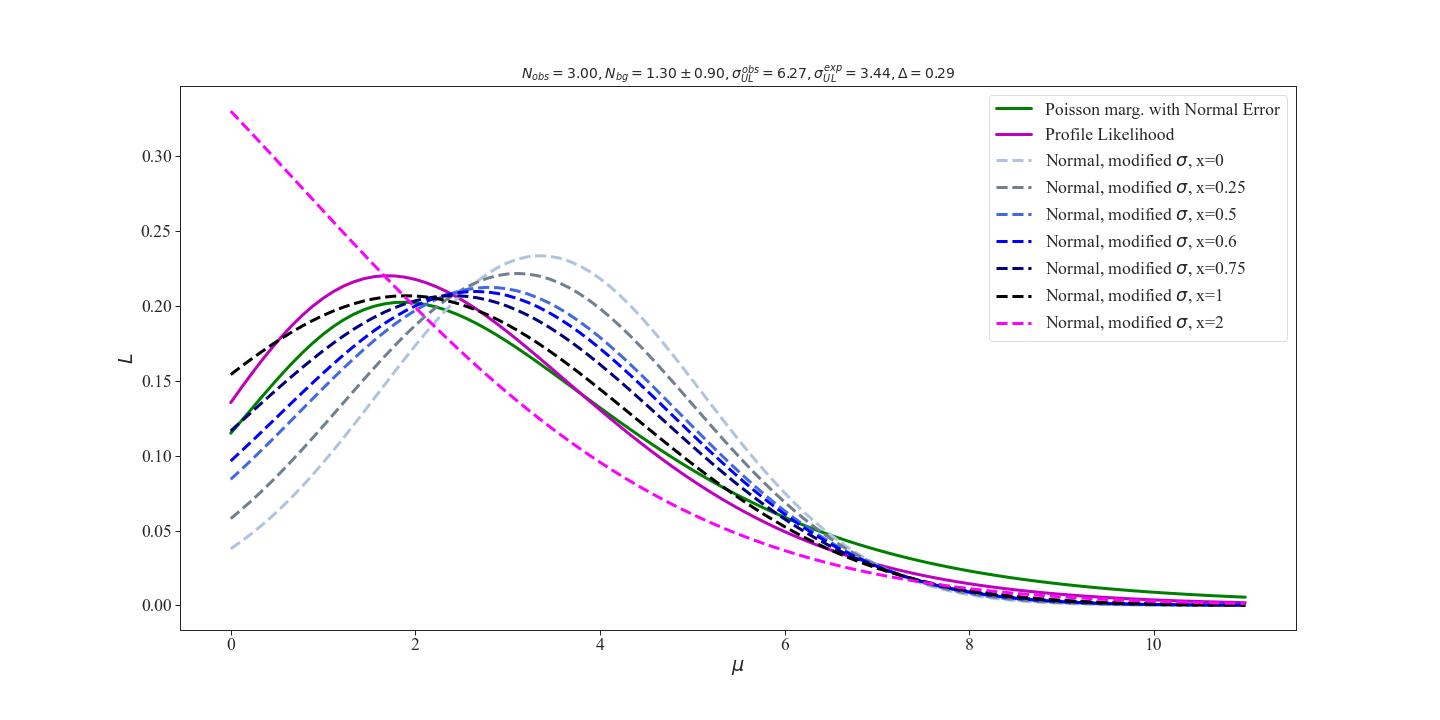 N_obs = 3.00, N_bg = 1.30 ± 0.90, σ_UL^obs = 6.27, σ_UL^exp = 3.44, Δ = 0.29
Poisson marg. with Normal Error
Profile Likelihood
Normal, modified σ, x=0
Normal, modified σ, x=0.25
Normal, modified σ, x=0.5
Normal, modified σ, x=0.6
Normal, modified σ, x=0.75
Normal, modified σ, x=1
Normal, modified σ, x=2
L
0.30
0.25
0.20
0.15
0.10
0.05
0.00
0 2 4 6 8 10
μ